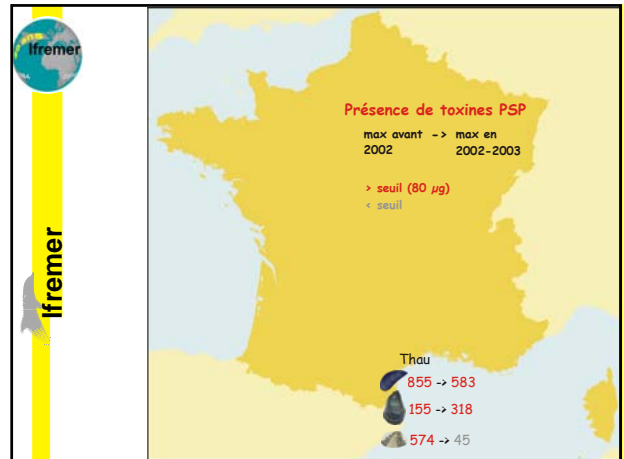 Ifremer
Ifremer
Présence de toxines PSP
max avant -> max en
2002 2002-2003
> seuil (80 µg)
< seuil
Thau
855 -> 583
155 -> 318
574 -> 45